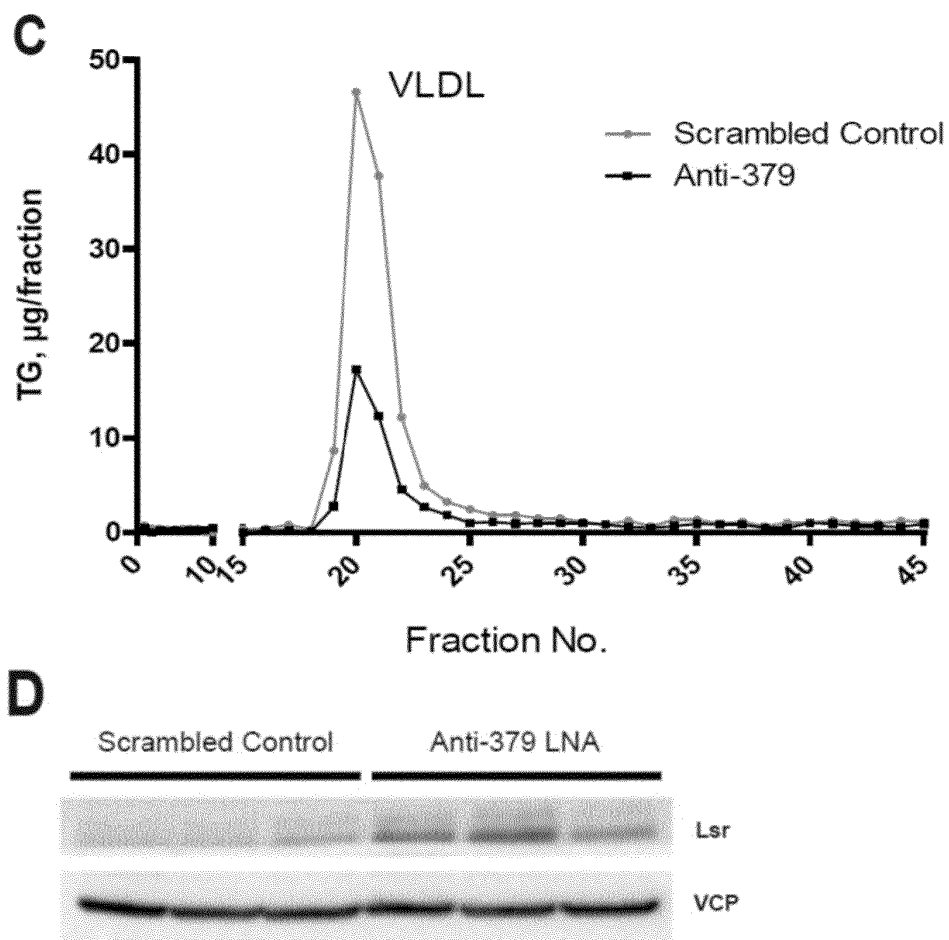 C
50
VLDL
Scrambled Control
Anti-379
40
30
20
10
0
TG, µg/fraction
0 10 15 20 25 30 35 40 45
Fraction No.
D
Scrambled Control Anti-379 LNA
Lsr
VCP